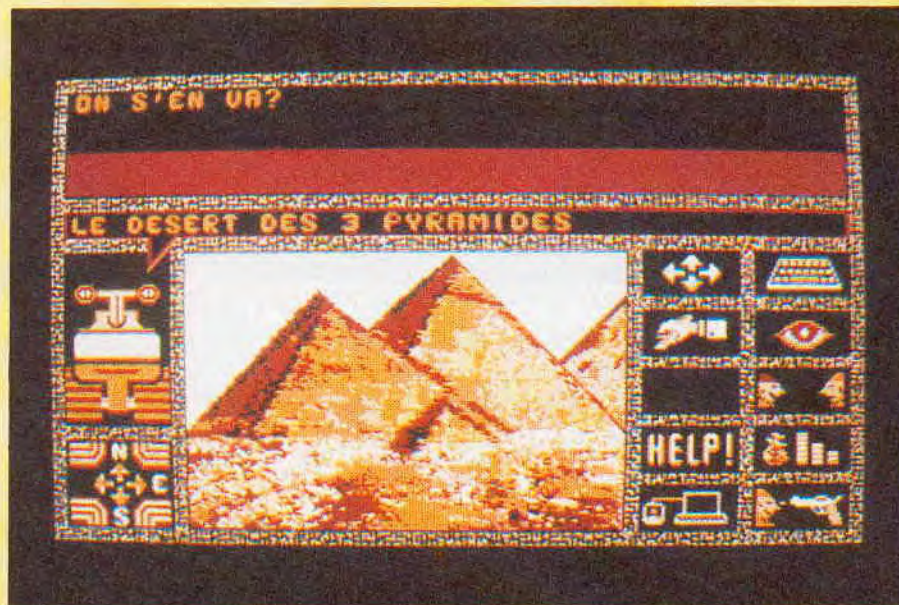 ON S'EN VA?
LE DESERT DES 3 PYRAMIDES
N
E
S
HELP!